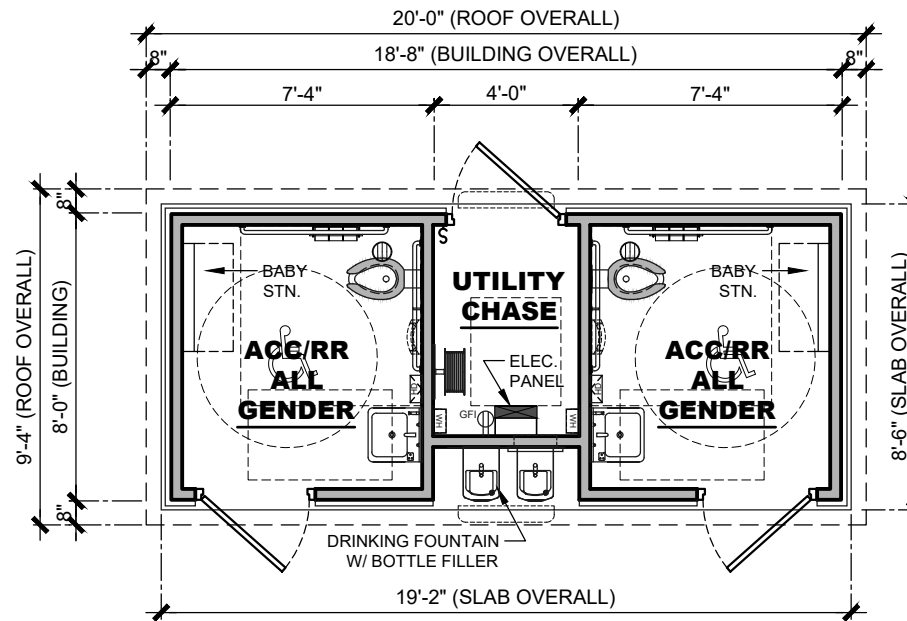 20'-0" (ROOF OVERALL)
8"
18'-8" (BUILDING OVERALL)
8"
7'-4"
4'-0"
7'-4"
8"
9'-4" (ROOF OVERALL)
8'-0" (BUILDING)
8"
8'-6" (SLAB OVERALL)
S
BABY
STN.
UTILITY
CHASE
BABY
STN.
ACC/RR
ALL
GENDER
ELEC.
PANEL
ACC/RR
ALL
GENDER
GFI
WH
WH
DRINKING FOUNTAIN
W/ BOTTLE FILLER
19'-2" (SLAB OVERALL)